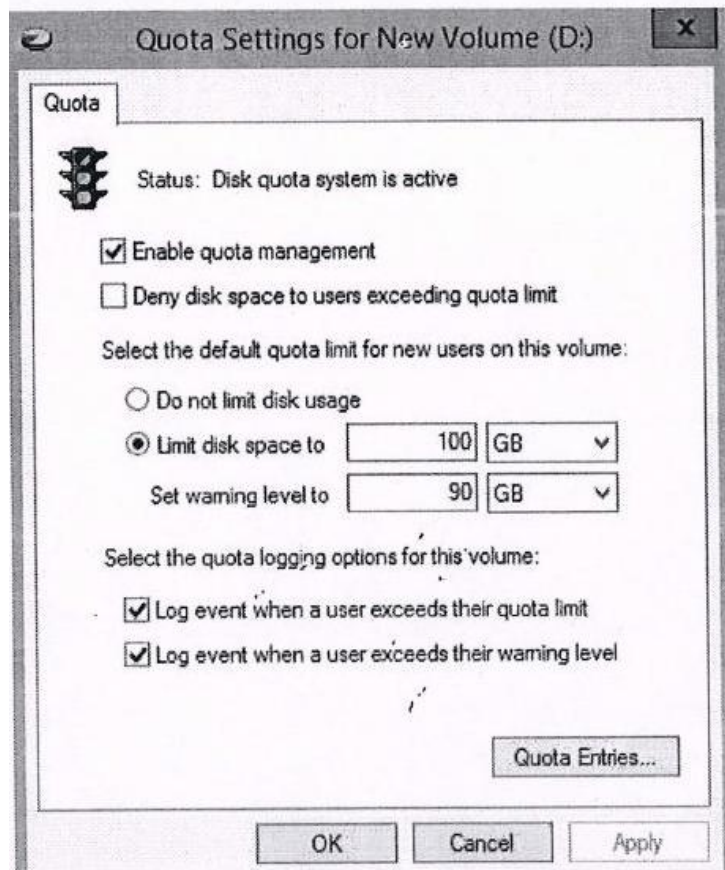 Quota Settings for New Volume (D:)
x
Quota
Status: Disk quota system is active
Enable quota management
Deny disk space to users exceeding quota limit
Select the default quota limit for new users on this volume:
Do not limit disk usage
Limit disk space to 100 GB
Set warning level to 90 GB
Select the quota logging options for this volume:
Log event when a user exceeds their quota limit
Log event when a user exceeds their warning level
Quota Entries...
OK Cancel Apply